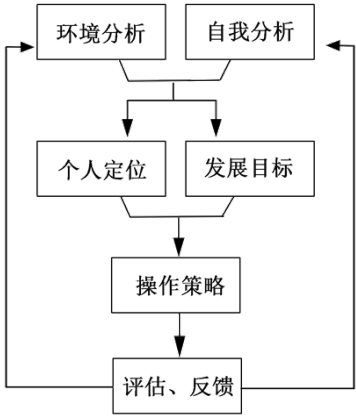 环境分析
自我分析
个人定位
发展目标
操作策略
评估、反馈